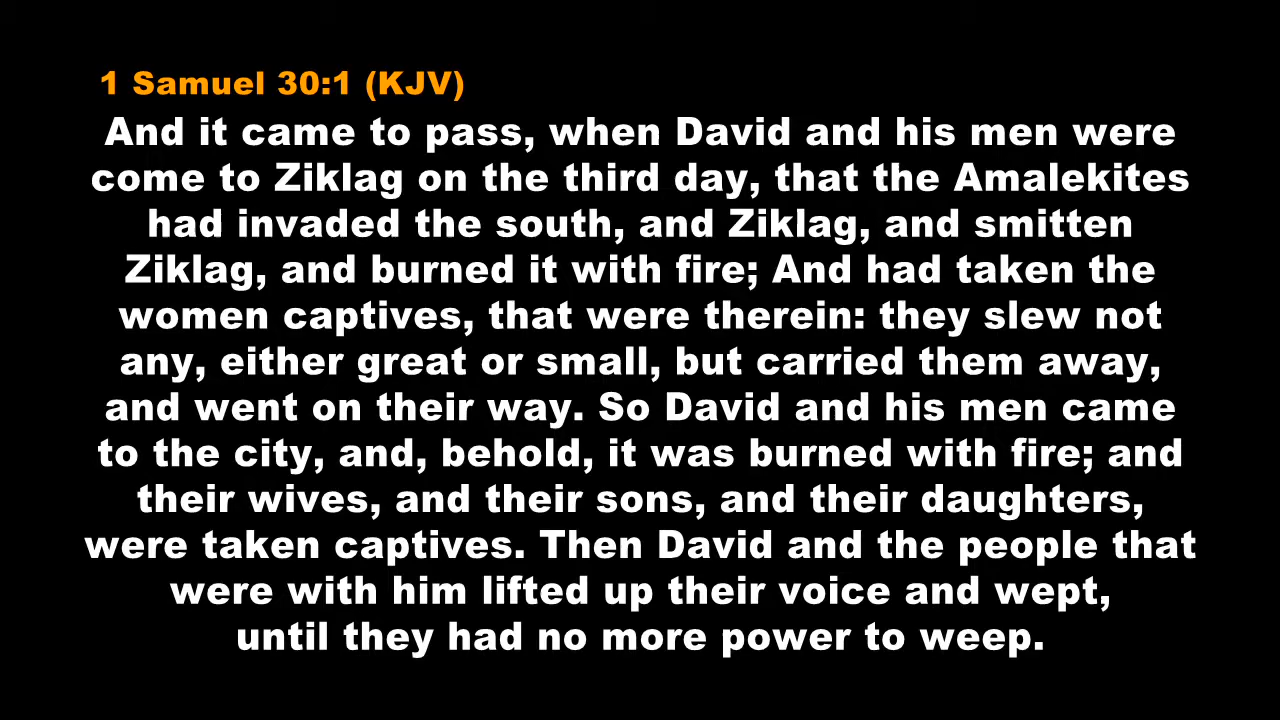 1 Samuel 30:1 (KJV)
And it came to pass, when David and his men were
come to Ziklag on the third day, that the Amalekites
had invaded the south, and Ziklag, and smitten
Ziklag, and burned it with fire; And had taken the
women captives, that were therein: they slew not
any, either great or small, but carried them away,
and went on their way. So David and his men came
to the city, and, behold, it was burned with fire; and
their wives, and their sons, and their daughters,
were taken captives. Then David and the people that
were with him lifted up their voice and wept,
until they had no more power to weep.